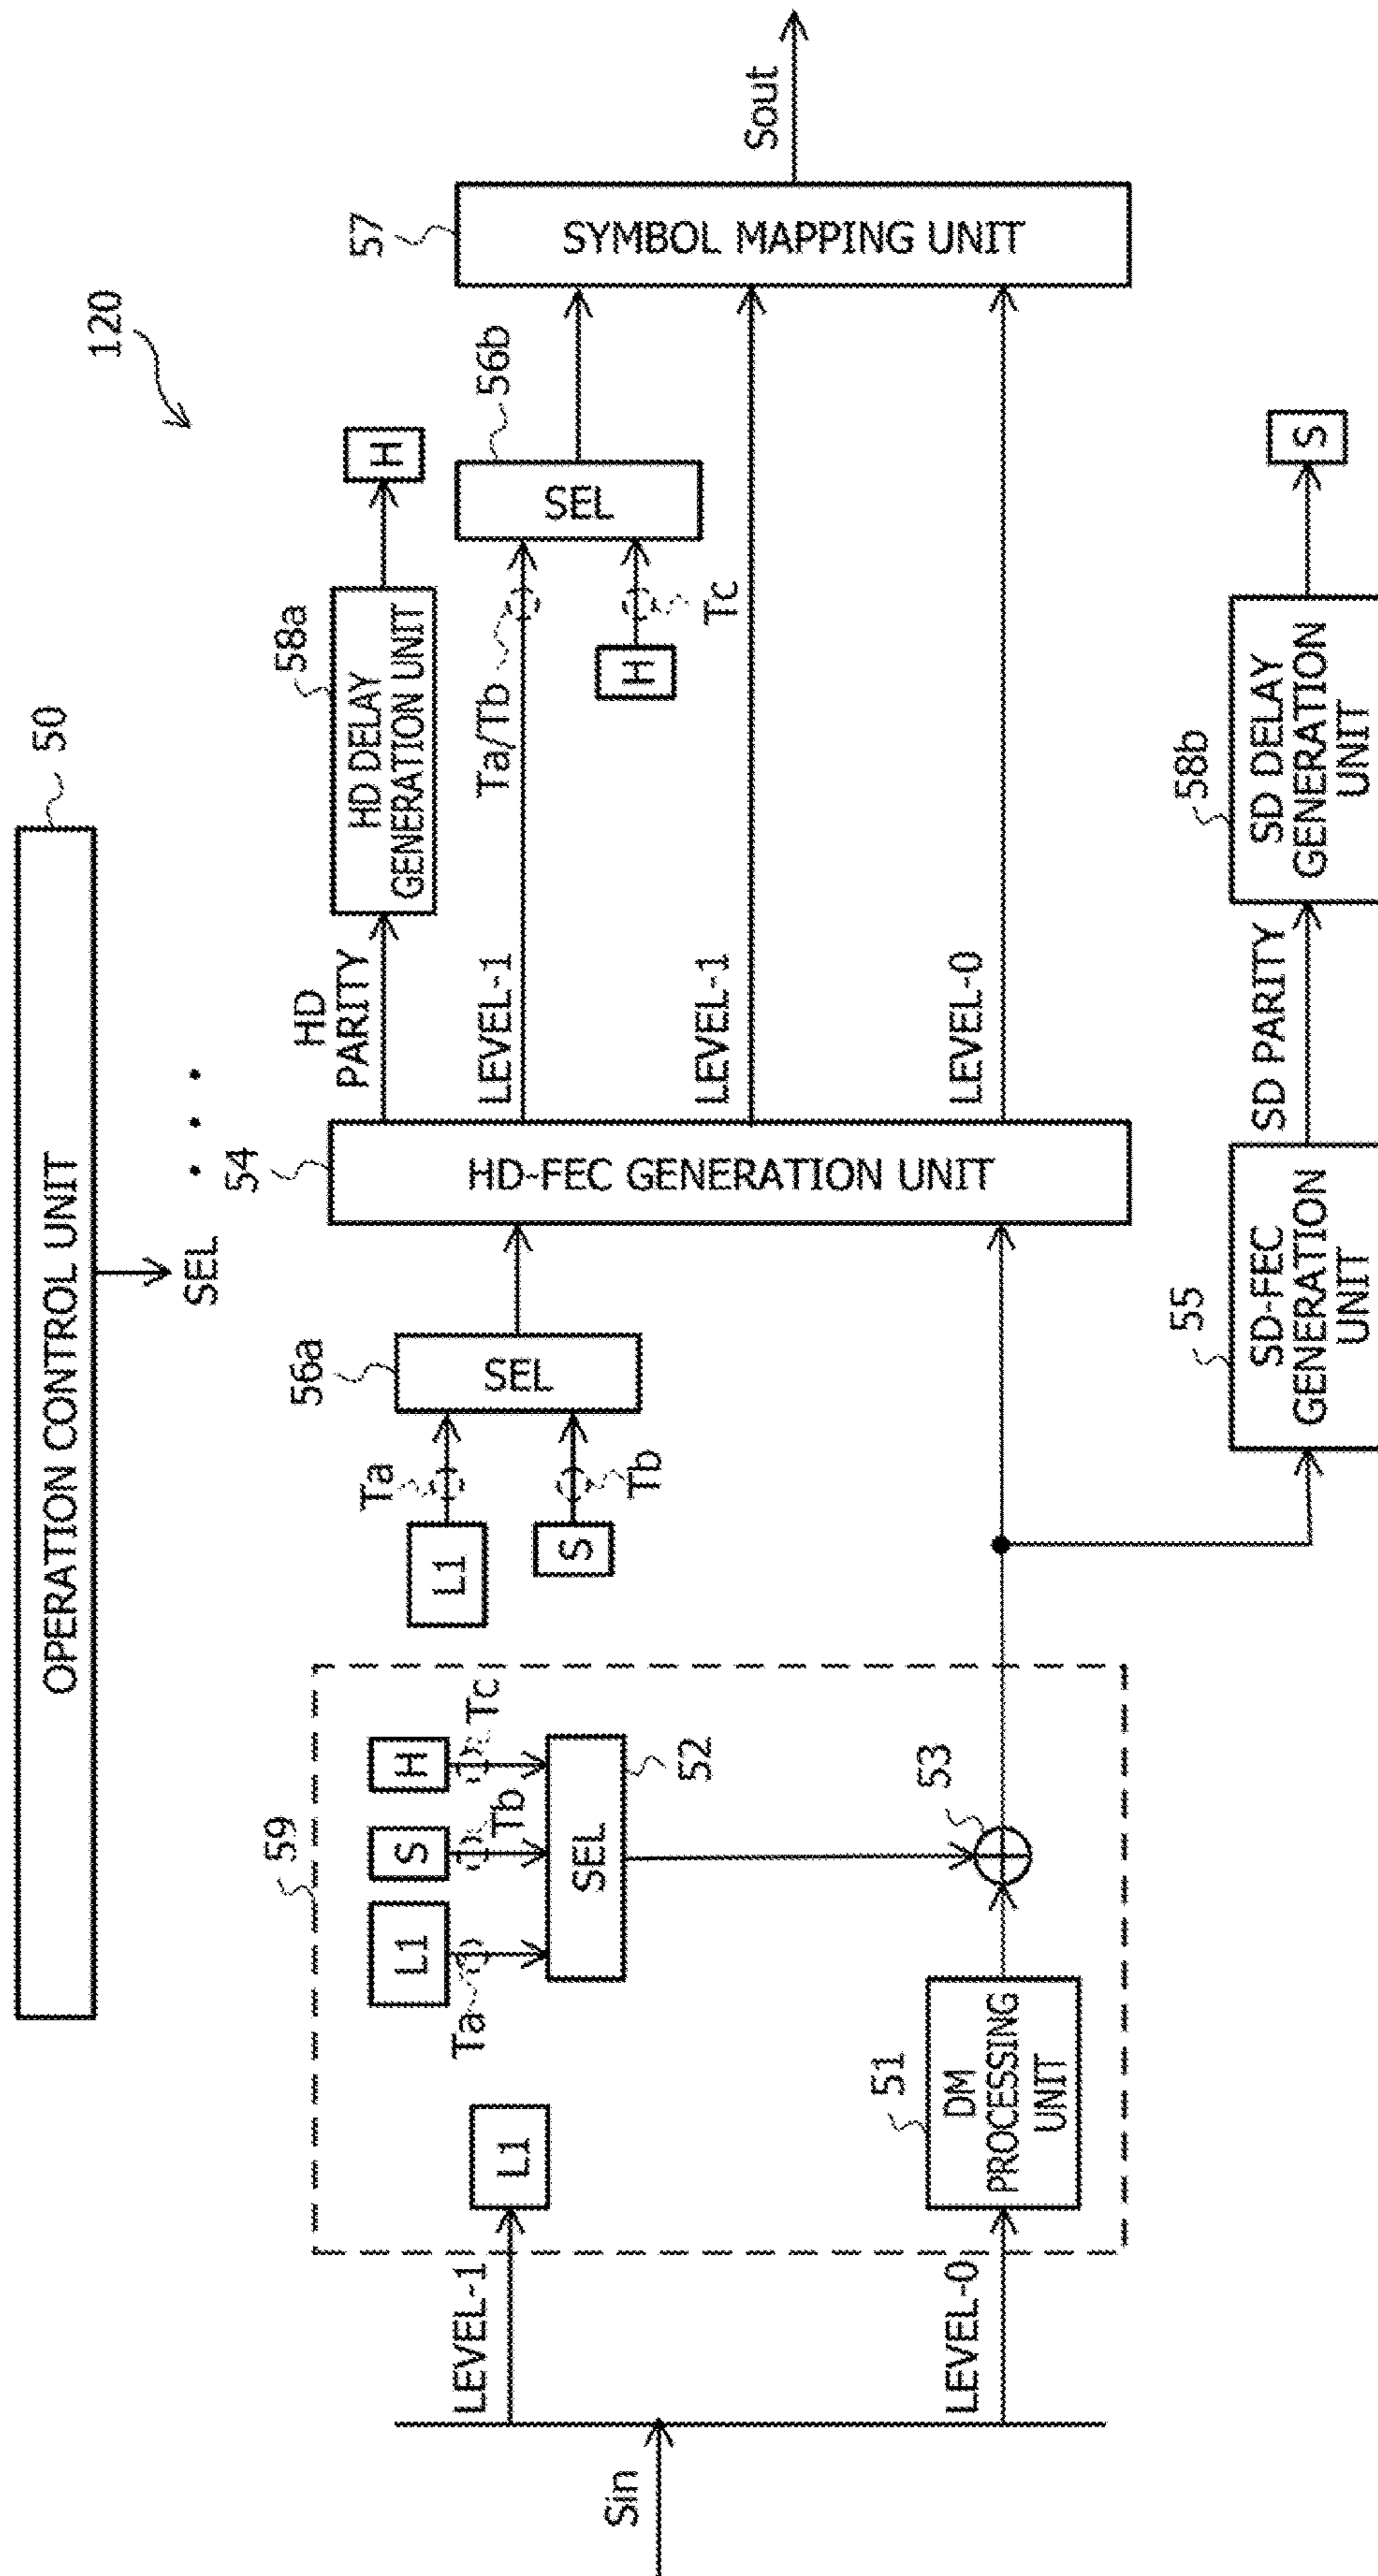 120
OPERATION CONTROL UNIT
50
SEL
• • •
59
L1
S
H
Ta
Tb
Tc
SEL
52
LEVEL-1
L1
Sin
LEVEL-0
51
DM
PROCESSING
UNIT
53
L1
Ta
S
Tb
56a
SEL
54
HD-FEC GENERATION UNIT
HD
PARITY
58a
HD DELAY
GENERATION UNIT
H
LEVEL-1
Ta/Tb
H
Tc
56b
SEL
LEVEL-1
LEVEL-0
57
SYMBOL MAPPING UNIT
Sout
55
SD-FEC
GENERATION
UNIT
SD PARITY
58b
SD DELAY
GENERATION
UNIT
S